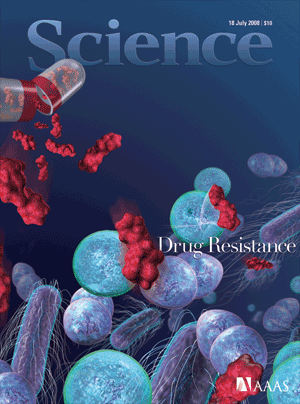 18 July 2008 | $10
Science
Drug Resistance
AAAS